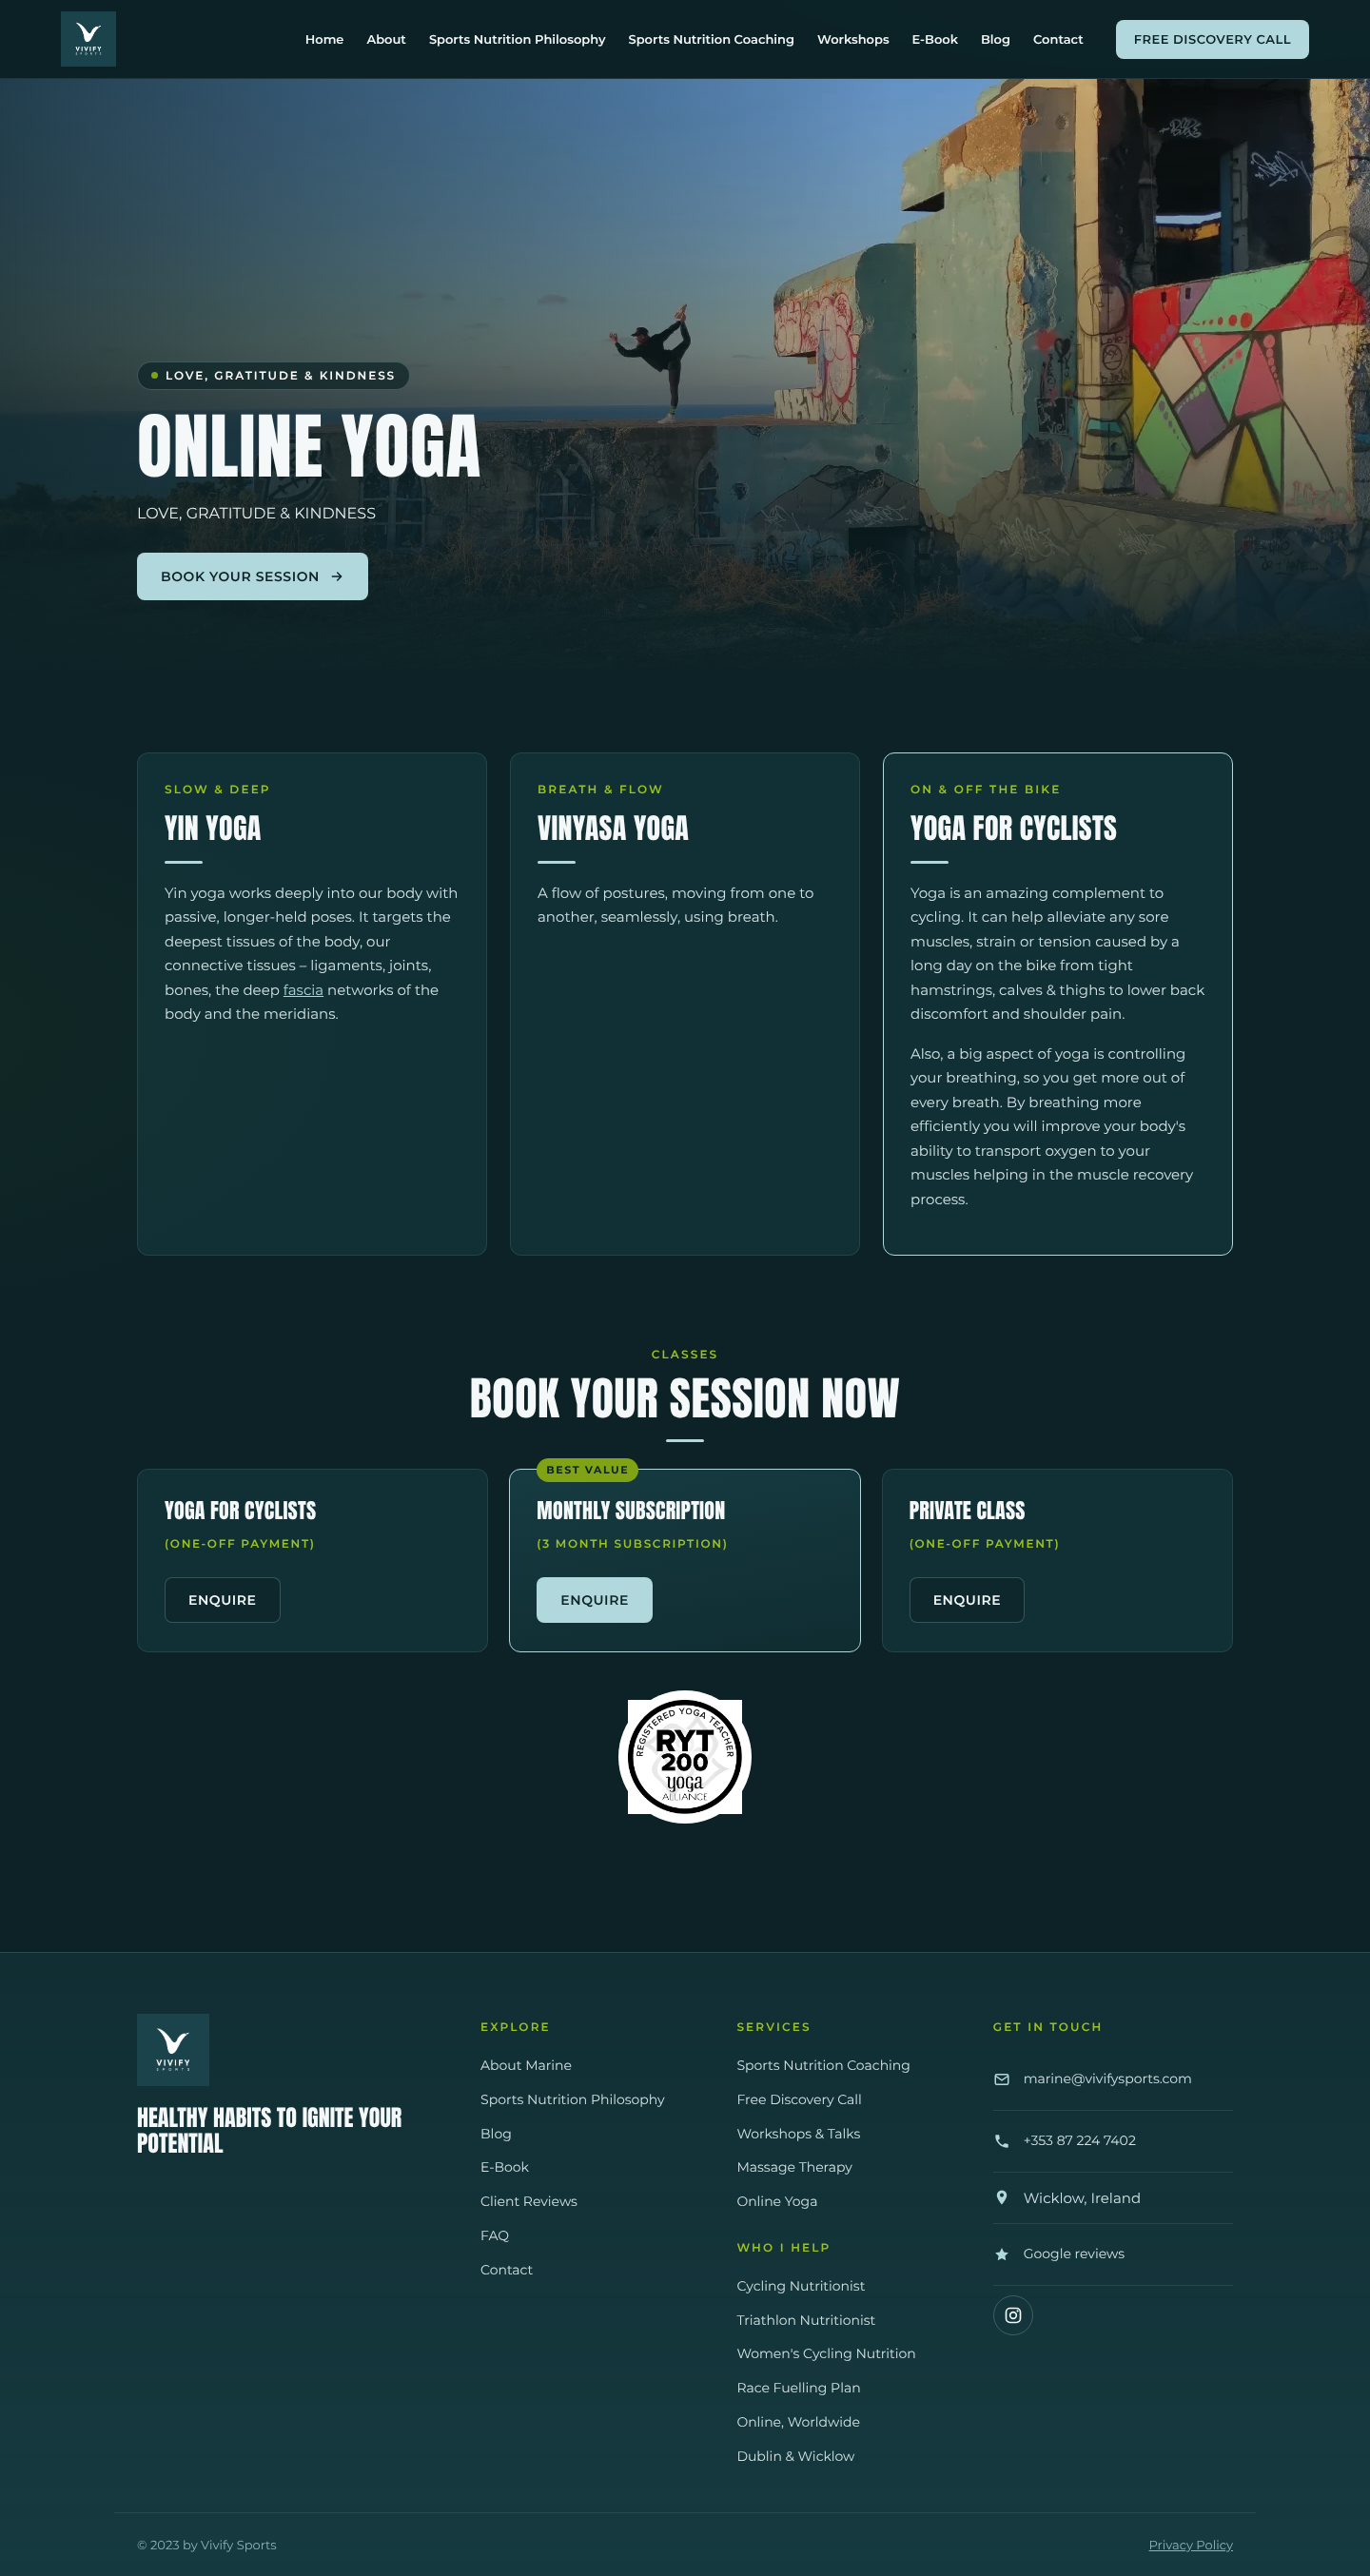 VIVIFY
SPORTS
Home
About
Sports Nutrition Philosophy
Sports Nutrition Coaching
Workshops
E-Book
Blog
Contact
FREE DISCOVERY CALL
LOVE, GRATITUDE & KINDNESS
ONLINE YOGA
LOVE, GRATITUDE & KINDNESS
BOOK YOUR SESSION →
SLOW & DEEP
YIN YOGA
Yin yoga works deeply into our body with
passive, longer-held poses. It targets the
deepest tissues of the body, our
connective tissues – ligaments, joints,
bones, the deep fascia networks of the
body and the meridians.
BREATH & FLOW
VINYASA YOGA
A flow of postures, moving from one to
another, seamlessly, using breath.
ON & OFF THE BIKE
YOGA FOR CYCLISTS
Yoga is an amazing complement to
cycling. It can help alleviate any sore
muscles, strain or tension caused by a
long day on the bike from tight
hamstrings, calves & thighs to lower back
discomfort and shoulder pain.
Also, a big aspect of yoga is controlling
your breathing, so you get more out of
every breath. By breathing more
efficiently you will improve your body's
ability to transport oxygen to your
muscles helping in the muscle recovery
process.
CLASSES
BOOK YOUR SESSION NOW
YOGA FOR CYCLISTS
(ONE-OFF PAYMENT)
ENQUIRE
BEST VALUE
MONTHLY SUBSCRIPTION
(3 MONTH SUBSCRIPTION)
ENQUIRE
PRIVATE CLASS
(ONE-OFF PAYMENT)
ENQUIRE
REGISTERED YOGA TEACHER
RYT
200
yoga
ALLIANCE
VIVIFY
SPORTS
HEALTHY HABITS TO IGNITE YOUR
POTENTIAL
EXPLORE
About Marine
Sports Nutrition Philosophy
Blog
E-Book
Client Reviews
FAQ
Contact
SERVICES
Sports Nutrition Coaching
Free Discovery Call
Workshops & Talks
Massage Therapy
Online Yoga
WHO I HELP
Cycling Nutritionist
Triathlon Nutritionist
Women's Cycling Nutrition
Race Fuelling Plan
Online, Worldwide
Dublin & Wicklow
GET IN TOUCH
marine@vivifysports.com
+353 87 224 7402
Wicklow, Ireland
Google reviews
© 2023 by Vivify Sports
Privacy Policy